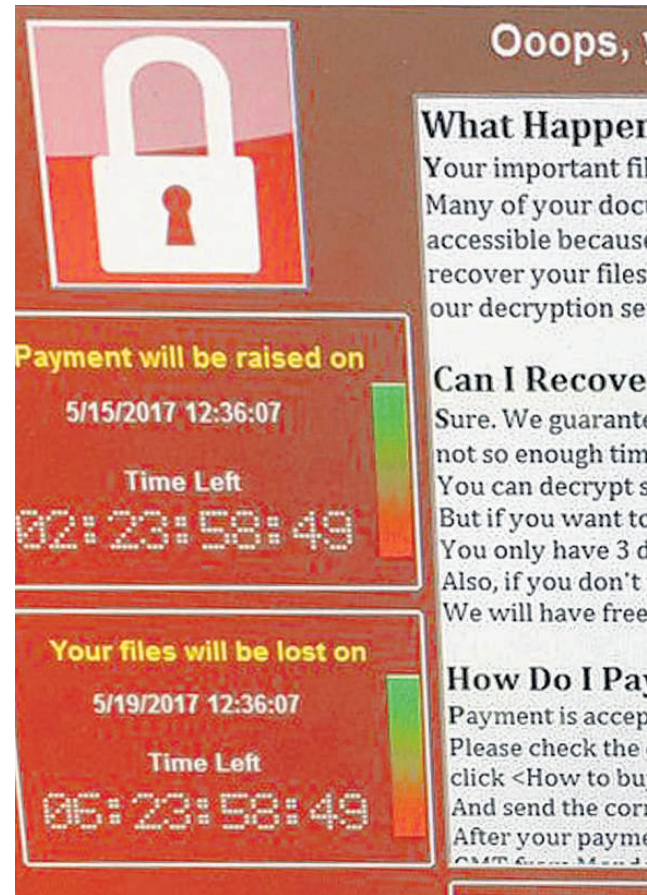 Ooops,
What Happen
Your important fil
Many of your docu
accessible because
recover your files
our decryption se
Payment will be raised on
5/15/2017 12:36:07
Time Left
02:23:58:49
Can I Recove
Sure. We guarante
not so enough tim
You can decrypt s
But if you want to
You only have 3 d
Also, if you don't
We will have free
Your files will be lost on
5/19/2017 12:36:07
Time Left
06:23:58:49
How Do I Pay
Payment is accep
Please check the
click <How to bu
And send the corr
After your payme